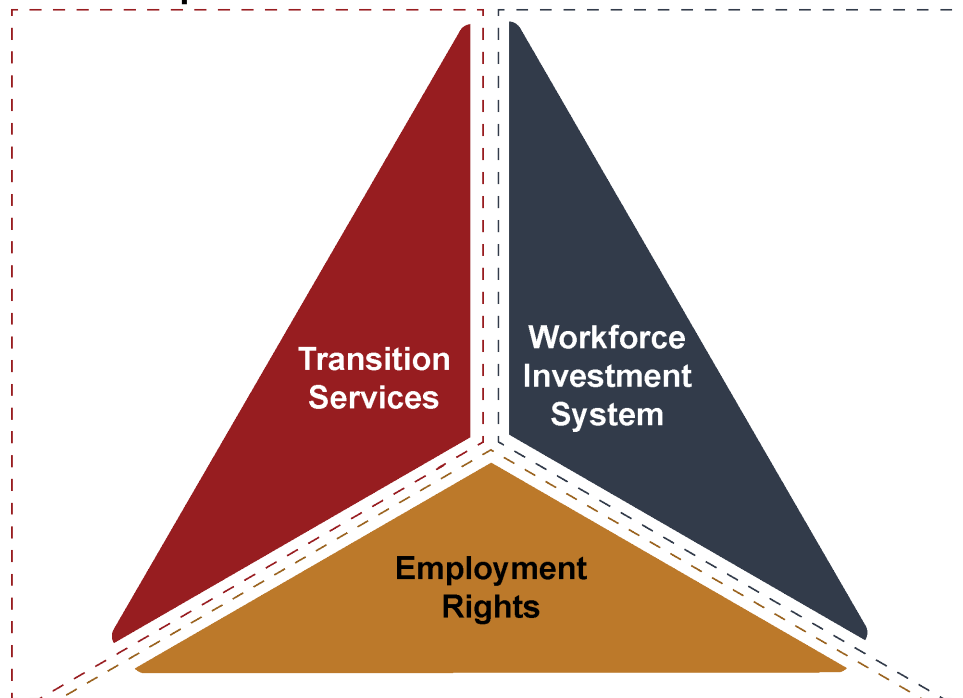 Transition
Services
Workforce
Investment
System
Employment
Rights